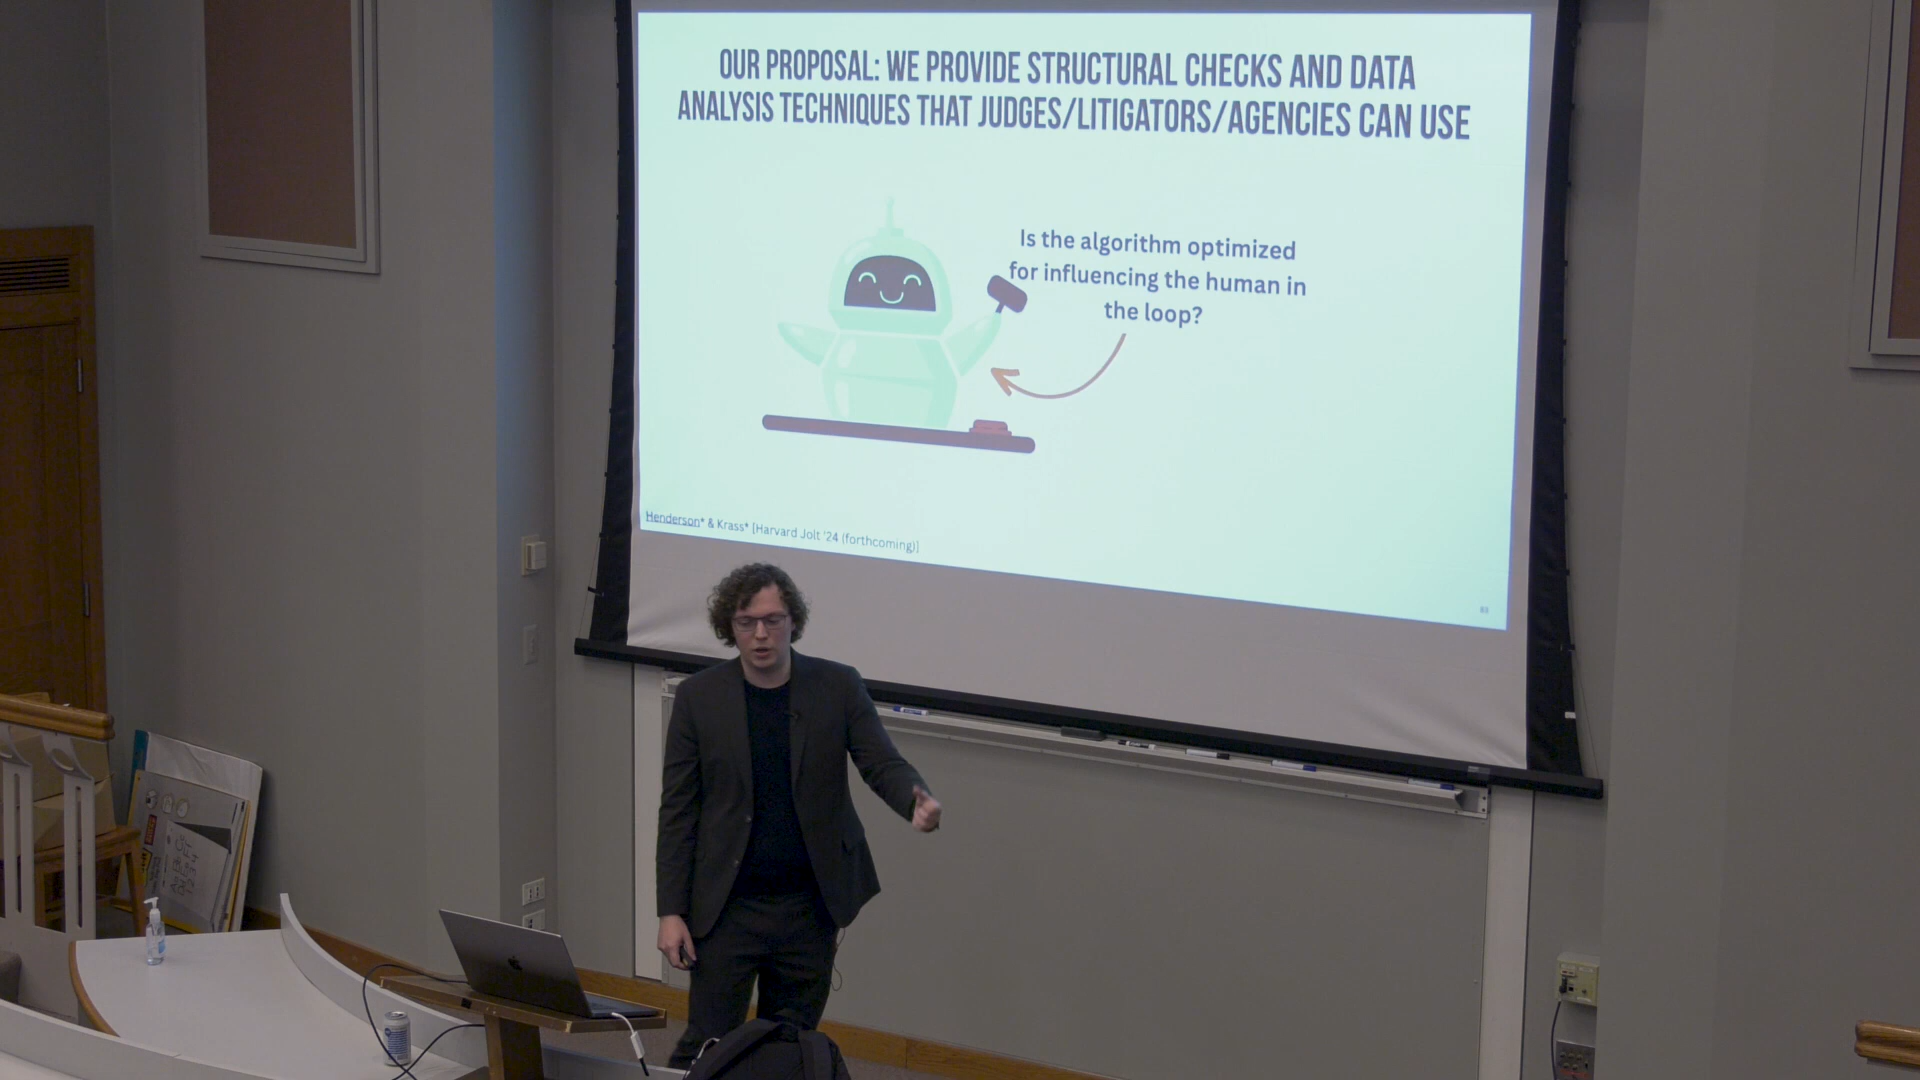 OUR PROPOSAL: WE PROVIDE STRUCTURAL CHECKS AND DATA
ANALYSIS TECHNIQUES THAT JUDGES/LITIGATORS/AGENCIES CAN USE
Is the algorithm optimized
for influencing the human in
the loop?
Henderson* & Krass* [Harvard Jolt '24 (forthcoming)]